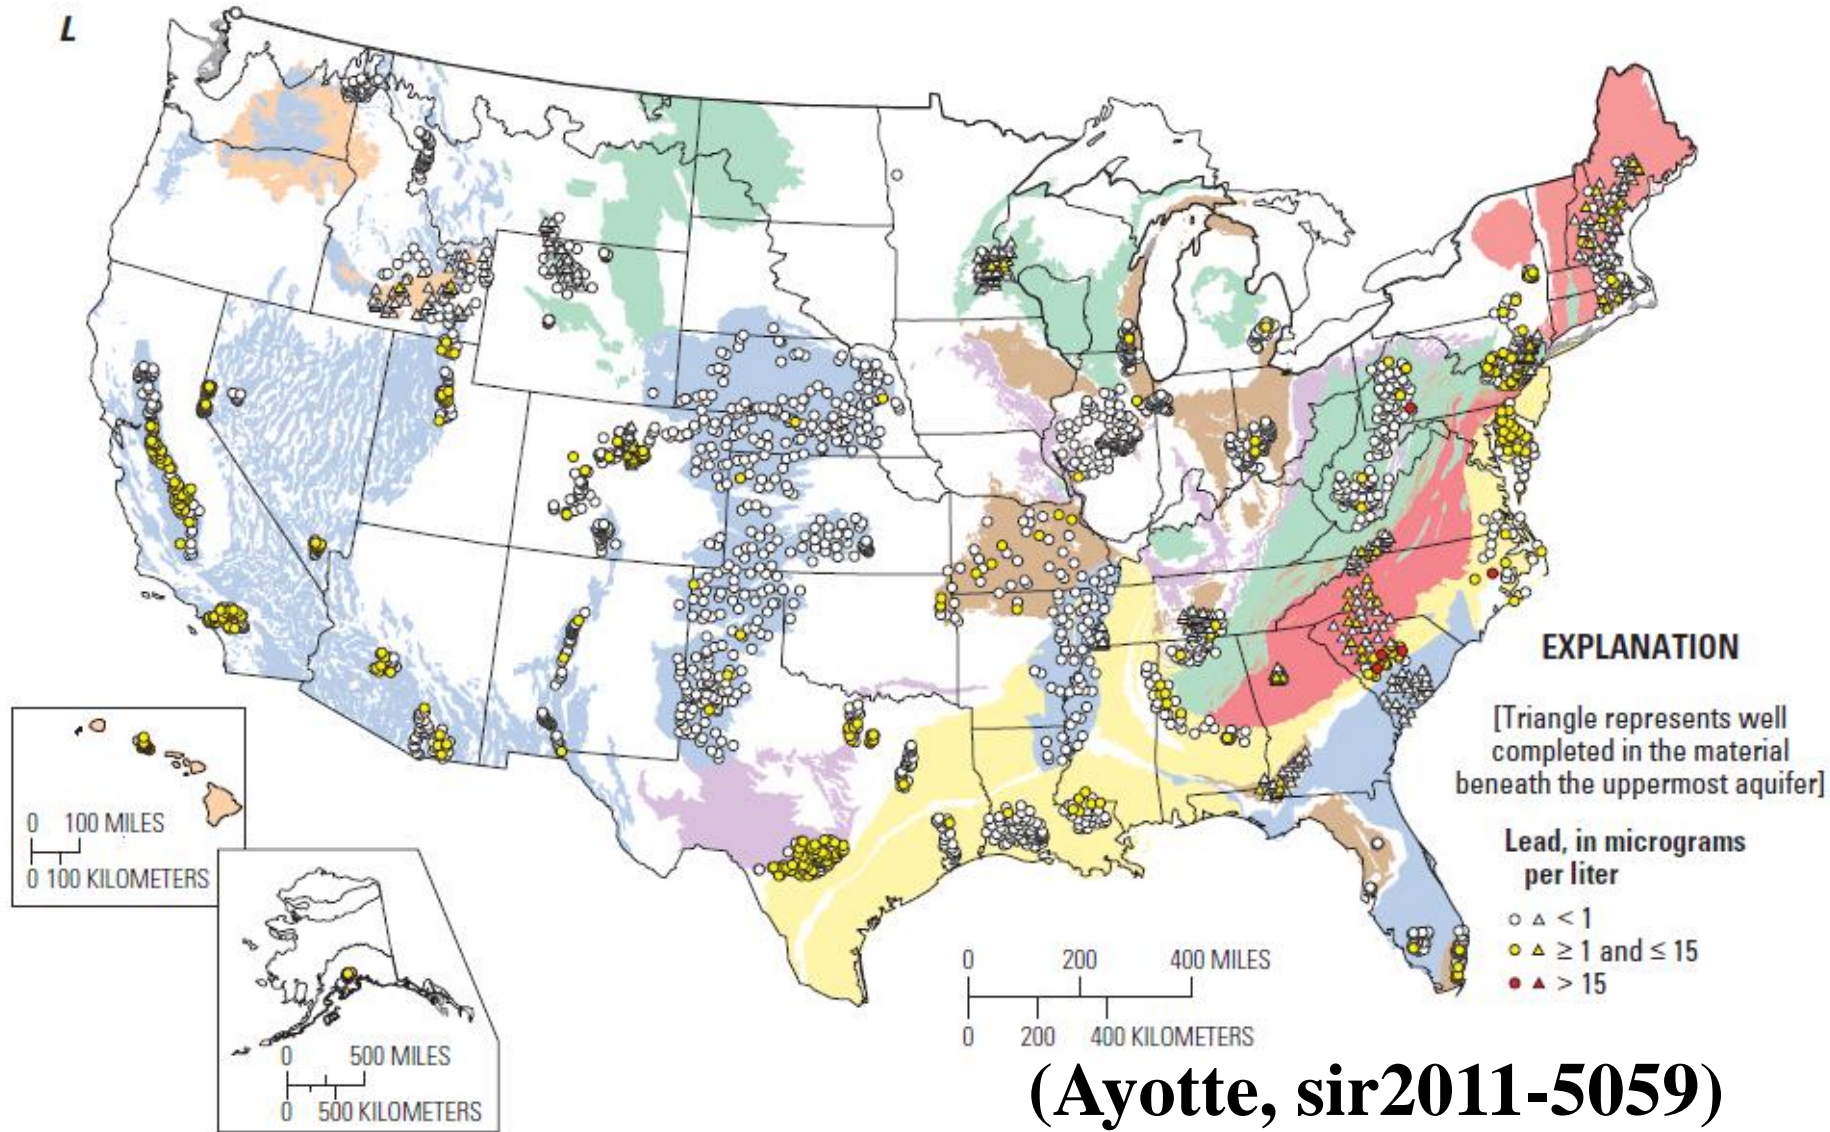 L
EXPLANATION
[Triangle represents well
completed in the material
beneath the uppermost aquifer]
Lead, in micrograms
per liter
< 1
≥ 1 and ≤ 15
> 15
0 100 MILES
0 100 KILOMETERS
0 500 MILES
0 500 KILOMETERS
0 200 400 MILES
0 200 400 KILOMETERS
(Ayotte, sir2011-5059)